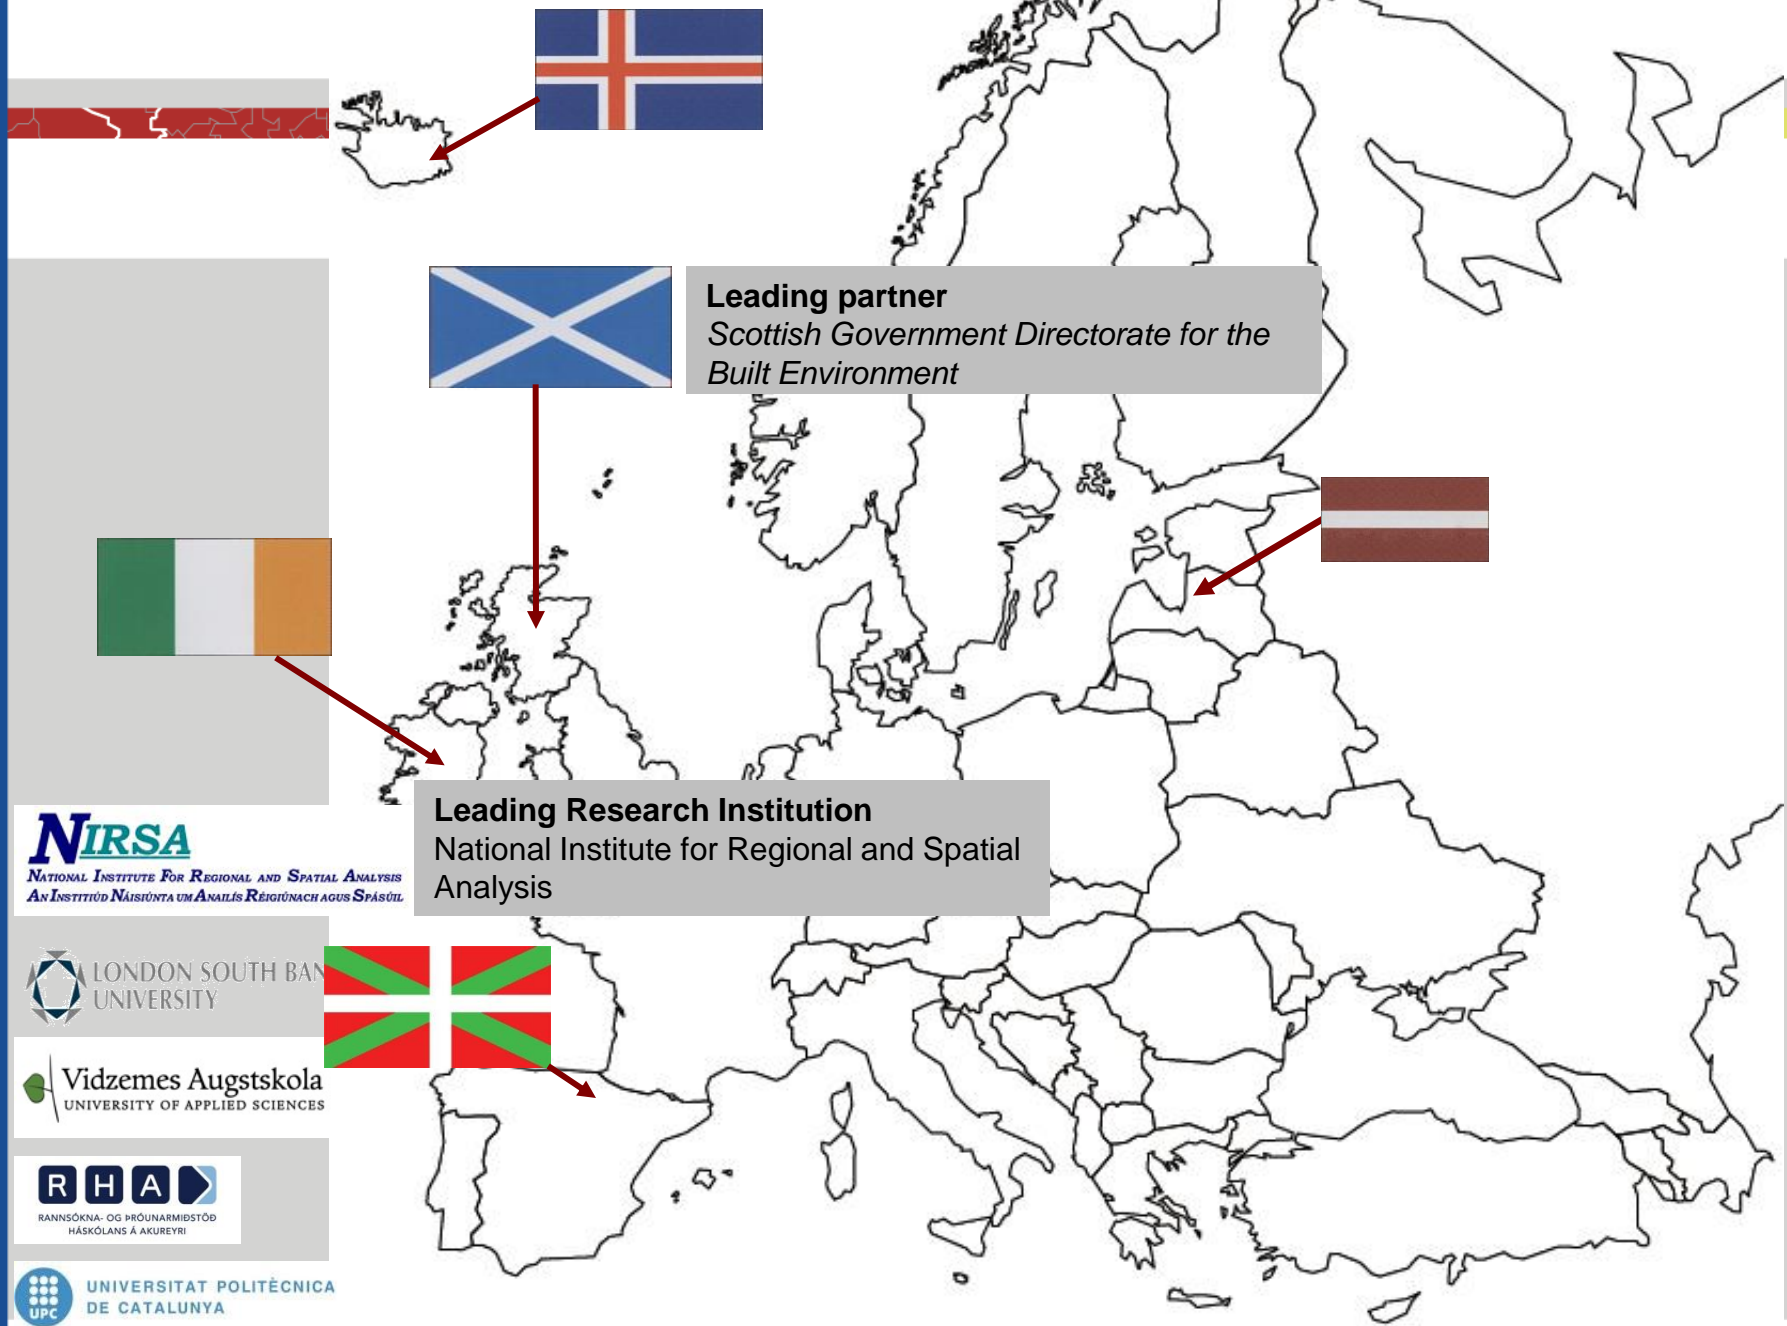 Leading partner
Scottish Government Directorate for the
Built Environment
Leading Research Institution
National Institute for Regional and Spatial
Analysis
NIRSA
NATIONAL INSTITUTE FOR REGIONAL AND SPATIAL ANALYSIS
AN INSTITIÚD NÁISIÚNTA UM ANAILÍS RÉIGIÚNACH AGUS SPÁSÚIL
LONDON SOUTH BAN
UNIVERSITY
Vidzemes Augstskola
UNIVERSITY OF APPLIED SCIENCES
RHA
RANNSÓKNA- OG ÞRÓUNARMIÐSTÖÐ
HÁSKÓLANS Á AKUREYRI
UPC
UNIVERSITAT POLITÈCNICA
DE CATALUNYA